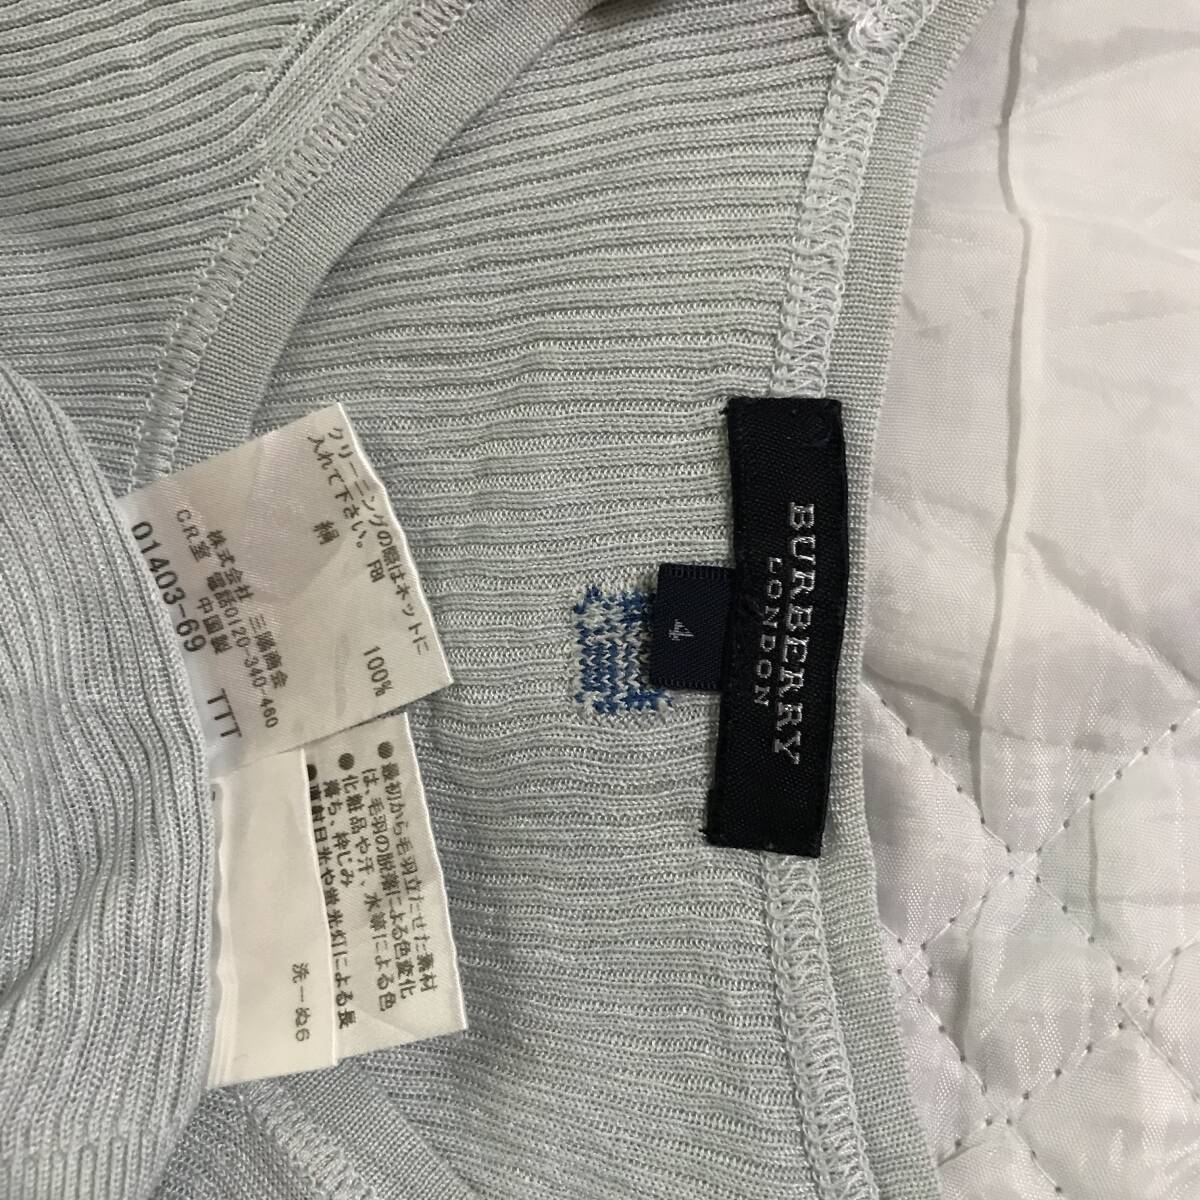 BURBERRY
LONDON
4
クリーニングの際はネットに
入れて下さい。 FBI
絹 100%
株式会社 三陽商会
C.R室 電話0120-340-460
中国製
01403-69 TTT
●最初から毛羽立たせた素材
は、毛羽の脱落による色変化
●化粧品や汗、水等による色
落ち、枠じみ
●直射日光や蛍光灯による長
洗ーぬ6